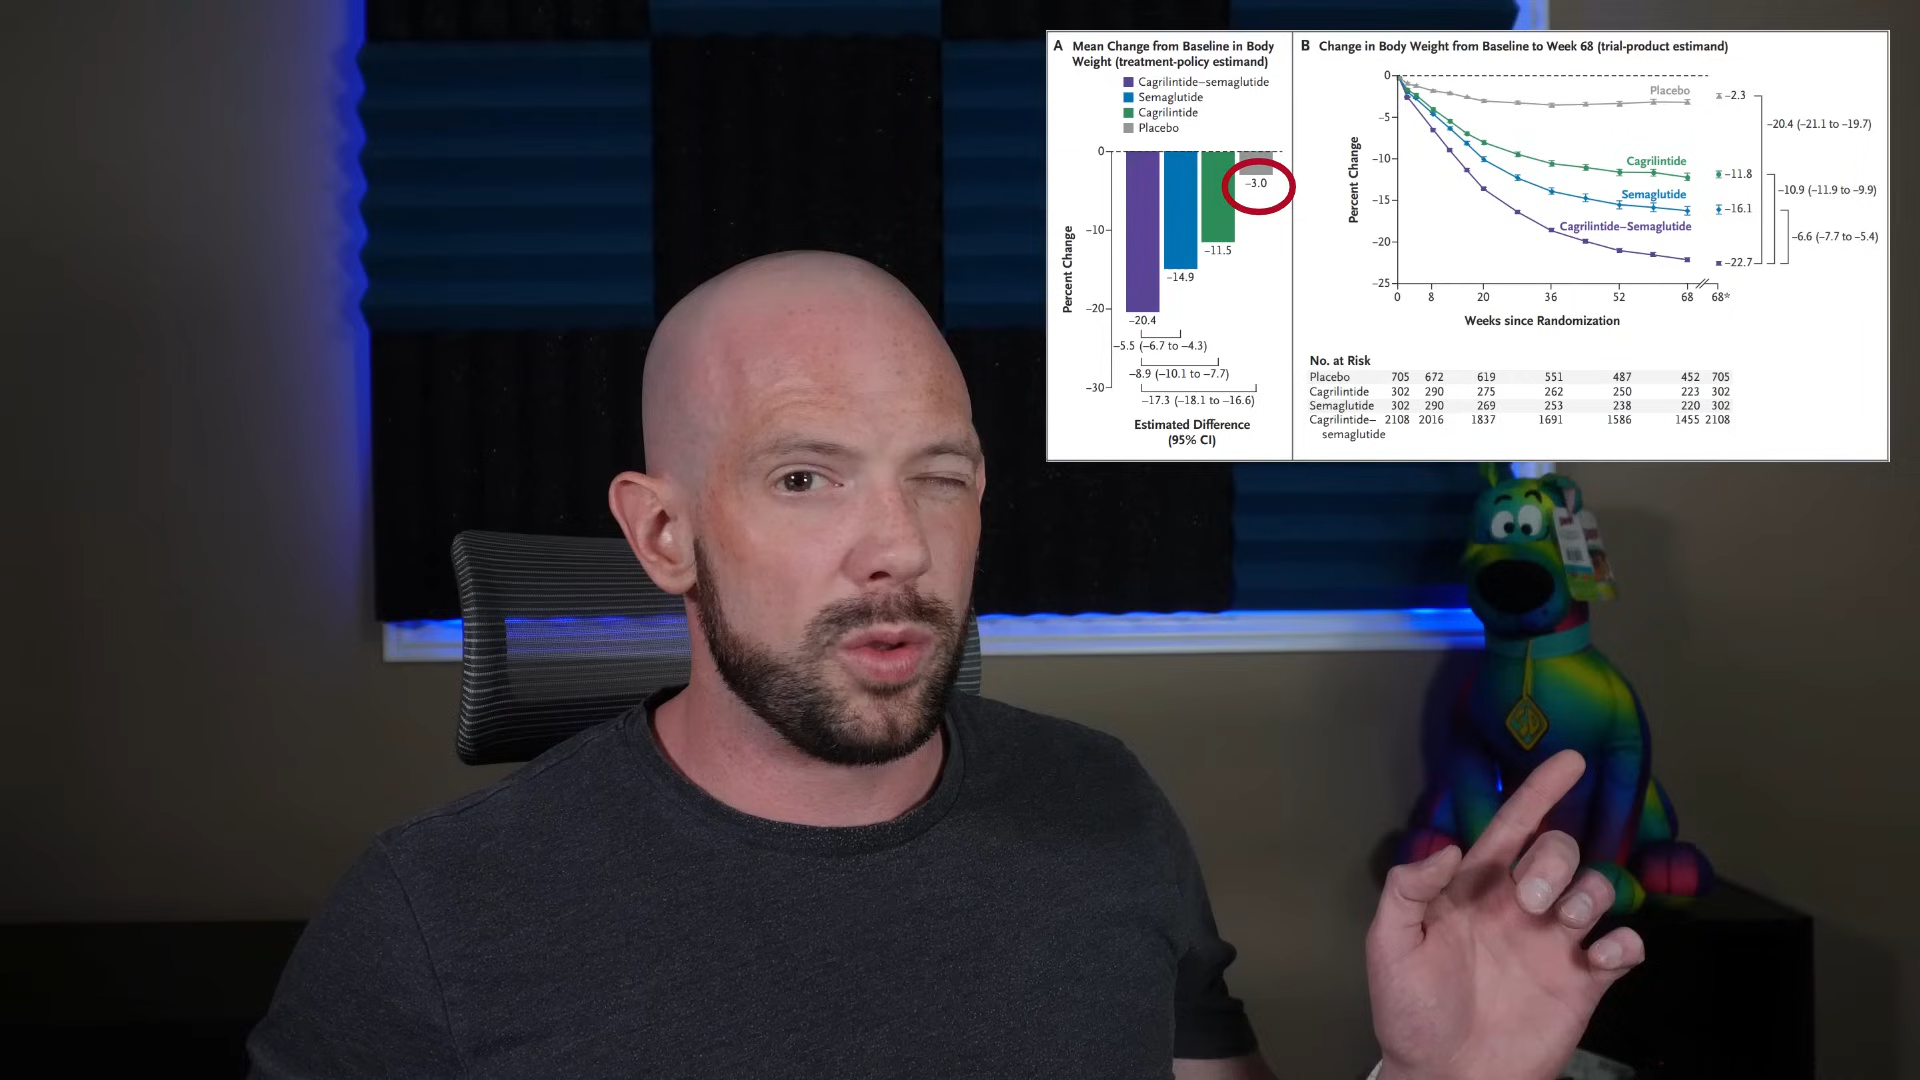 A Mean Change from Baseline in Body
Weight (treatment-policy estimand)
Cagrilintide–semaglutide
Semaglutide
Cagrilintide
Placebo
Percent Change
0
–10
–20
–30
–20.4
–14.9
–11.5
–3.0
–5.5 (–6.7 to –4.3)
–8.9 (–10.1 to –7.7)
–17.3 (–18.1 to –16.6)
Estimated Difference
(95% CI)
B Change in Body Weight from Baseline to Week 68 (trial-product estimand)
Percent Change
0
–5
–10
–15
–20
–25
Placebo
Cagrilintide
Semaglutide
Cagrilintide–Semaglutide
–2.3
–11.8
–16.1
–22.7
–20.4 (–21.1 to –19.7)
–10.9 (–11.9 to –9.9)
–6.6 (–7.7 to –5.4)
0 8 20 36 52 68 68*
Weeks since Randomization
No. at Risk
Placebo 705 672 619 551 487 452 705
Cagrilintide 302 290 275 262 250 223 302
Semaglutide 302 290 269 253 238 220 302
Cagrilintide– 2108 2016 1837 1691 1586 1455 2108
semaglutide
SD